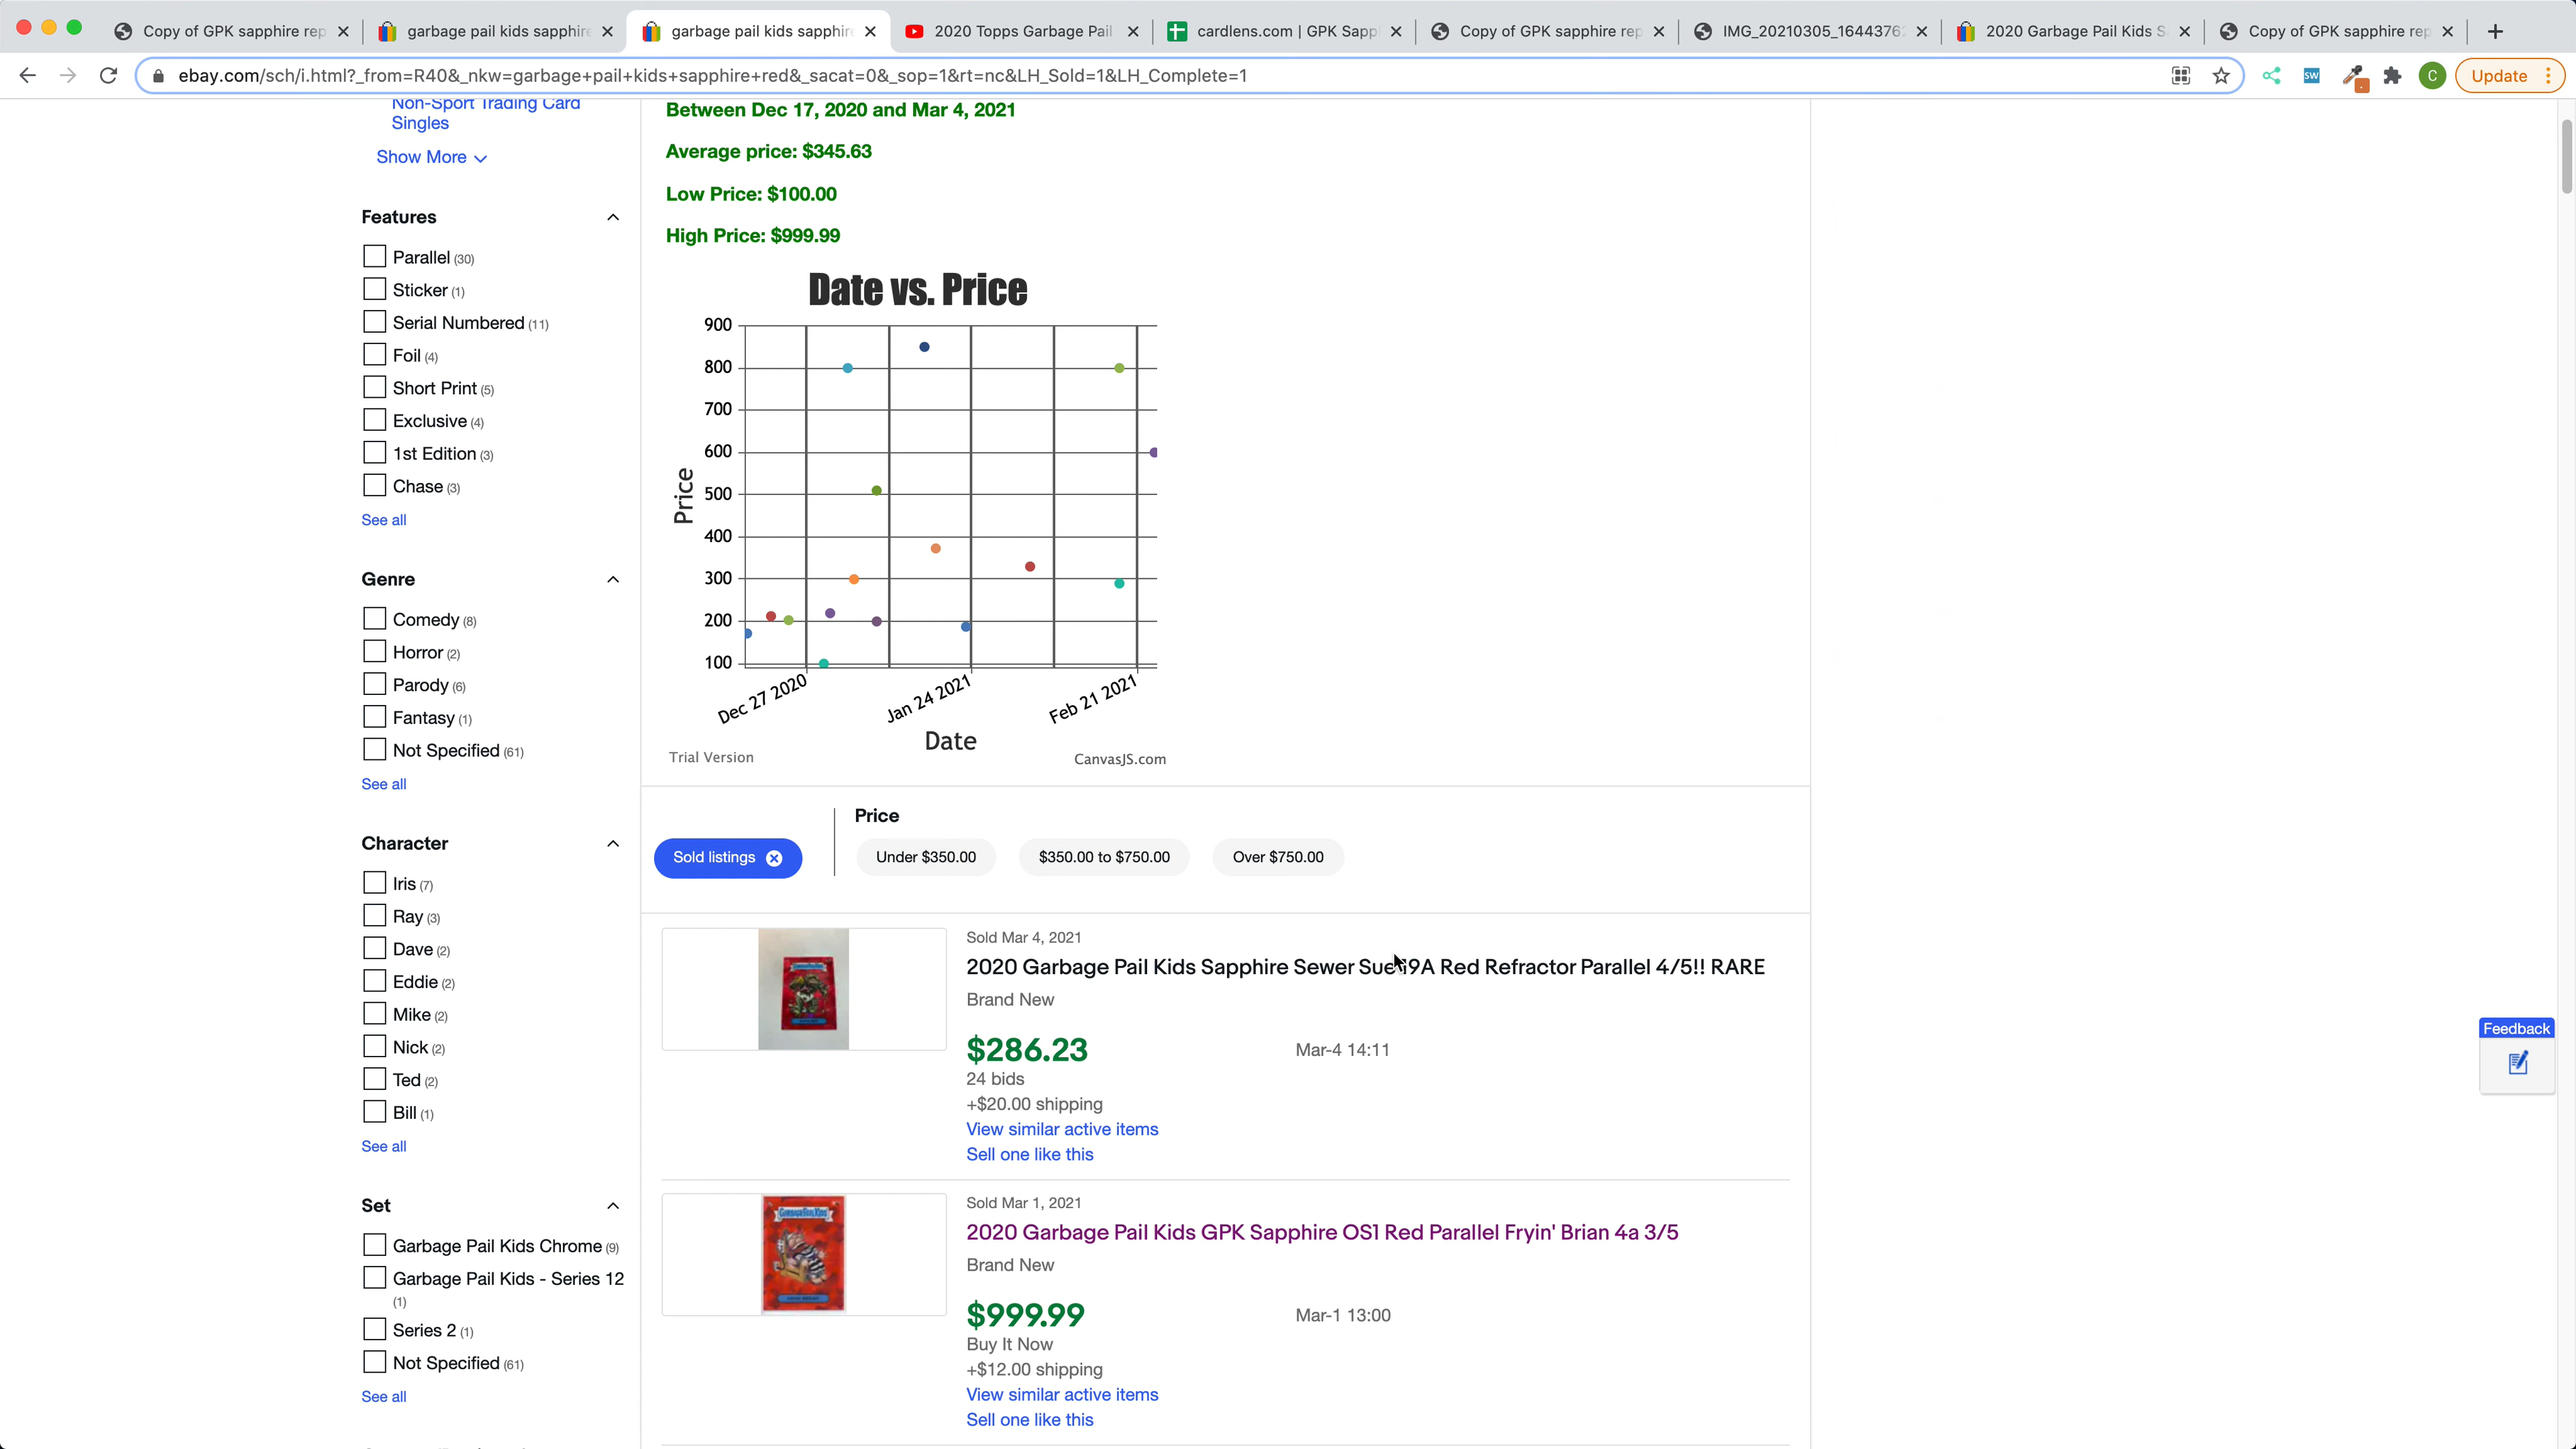 Copy of GPK sapphire rep
garbage pail kids sapphire
garbage pail kids sapphire
2020 Topps Garbage Pail
cardlens.com | GPK Sapp
Copy of GPK sapphire rep
IMG_20210305_16443762
2020 Garbage Pail Kids S
Copy of GPK sapphire rep
ebay.com/sch/i.html?_from=R40&_nkw=garbage+pail+kids+sapphire+red&_sacat=0&_sop=1&rt=nc&LH_Sold=1&LH_Complete=1
SW
C
Update
Non-Sport Trading Card
Singles
Show More
Features
Parallel (30)
Sticker (1)
Serial Numbered (11)
Foil (4)
Short Print (5)
Exclusive (4)
1st Edition (3)
Chase (3)
See all
Genre
Comedy (8)
Horror (2)
Parody (6)
Fantasy (1)
Not Specified (61)
See all
Character
Iris (7)
Ray (3)
Dave (2)
Eddie (2)
Mike (2)
Nick (2)
Ted (2)
Bill (1)
See all
Set
Garbage Pail Kids Chrome (9)
Garbage Pail Kids - Series 12
(1)
Series 2 (1)
Not Specified (61)
See all
Between Dec 17, 2020 and Mar 4, 2021
Average price: $345.63
Low Price: $100.00
High Price: $999.99
Date vs. Price
900
800
700
600
500
400
300
200
100
Price
Dec 27 2020
Jan 24 2021
Feb 21 2021
Date
Trial Version
CanvasJS.com
Sold listings
Price
Under $350.00
$350.00 to $750.00
Over $750.00
Sold Mar 4, 2021
2020 Garbage Pail Kids Sapphire Sewer Sue 19A Red Refractor Parallel 4/5!! RARE
Brand New
$286.23
Mar-4 14:11
24 bids
+$20.00 shipping
View similar active items
Sell one like this
Sold Mar 1, 2021
2020 Garbage Pail Kids GPK Sapphire OS1 Red Parallel Fryin' Brian 4a 3/5
Brand New
$999.99
Mar-1 13:00
Buy It Now
+$12.00 shipping
View similar active items
Sell one like this
Feedback